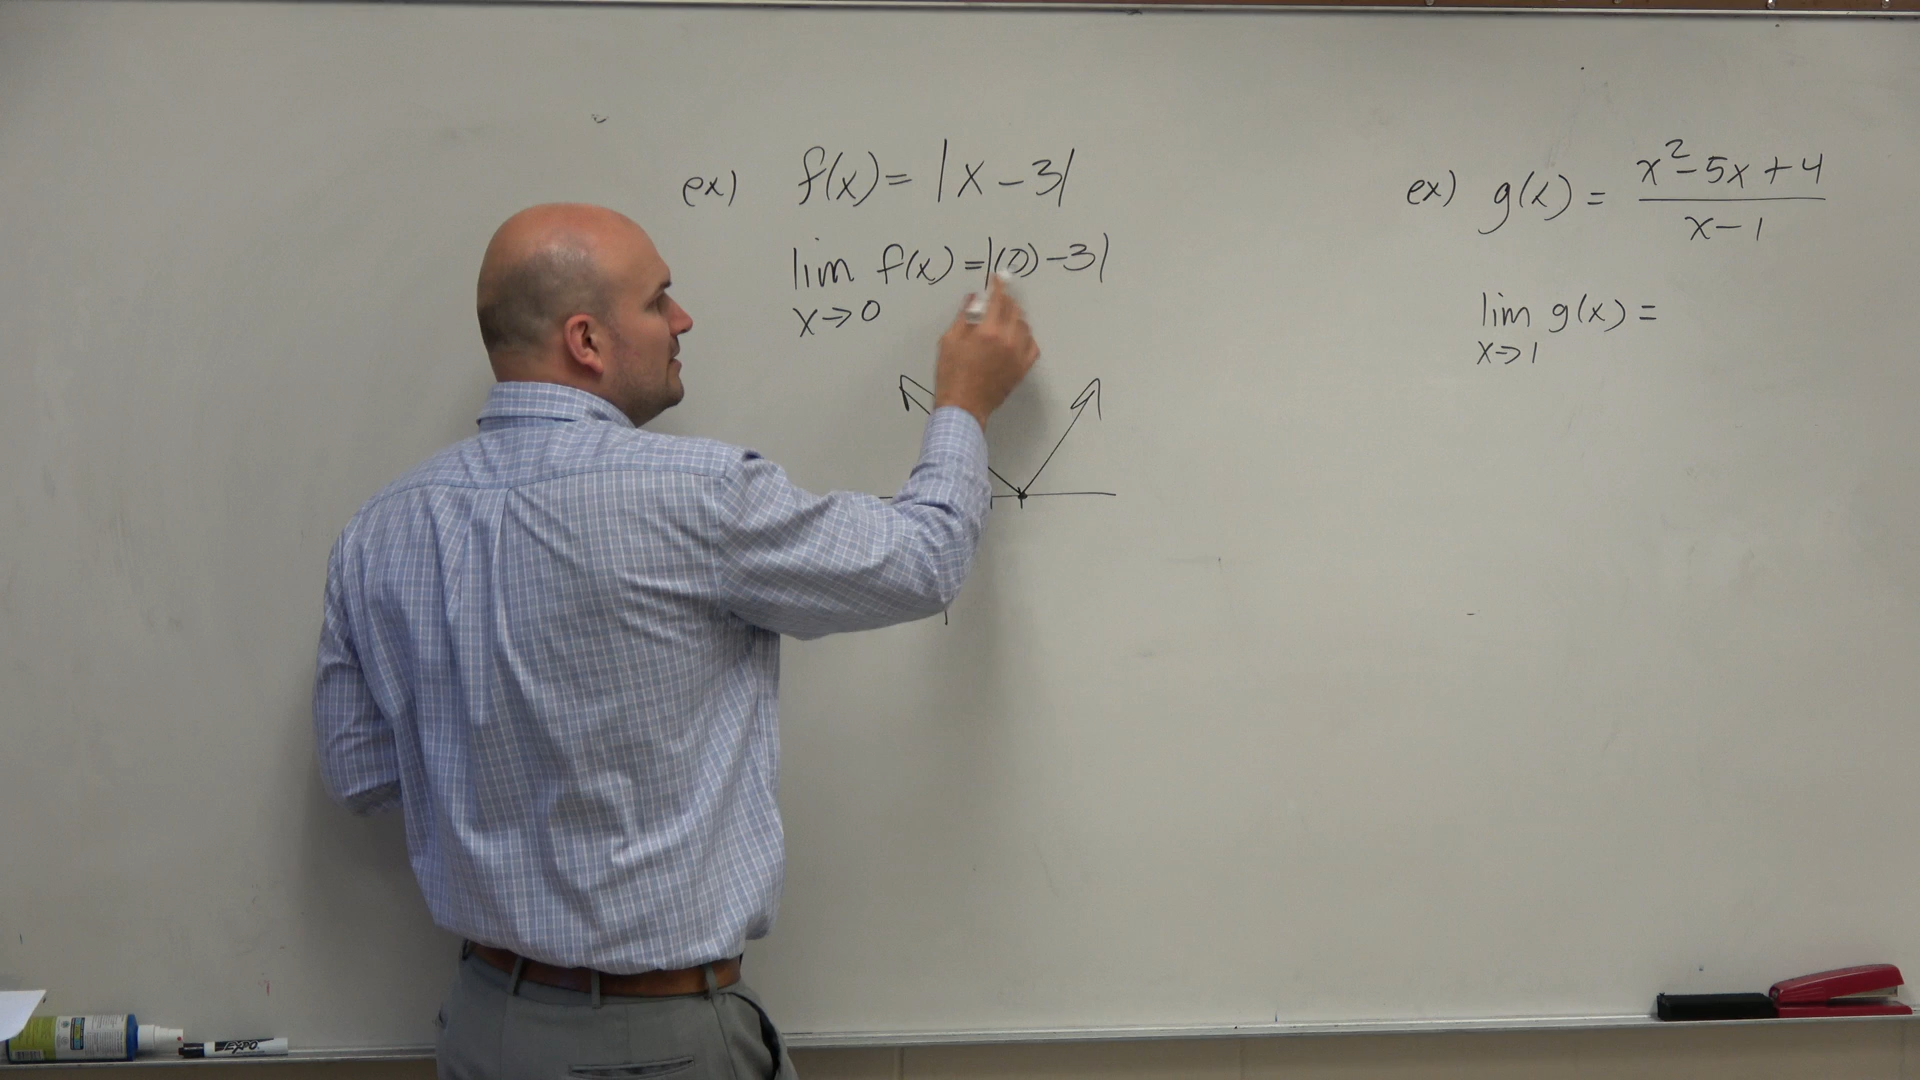 ex) f(x) = |x - 3|
lim f(x) = |(0) - 3|
x → 0
ex) g(x) = x² - 5x + 4 / x - 1
lim g(x) =
x → 1
EXPO